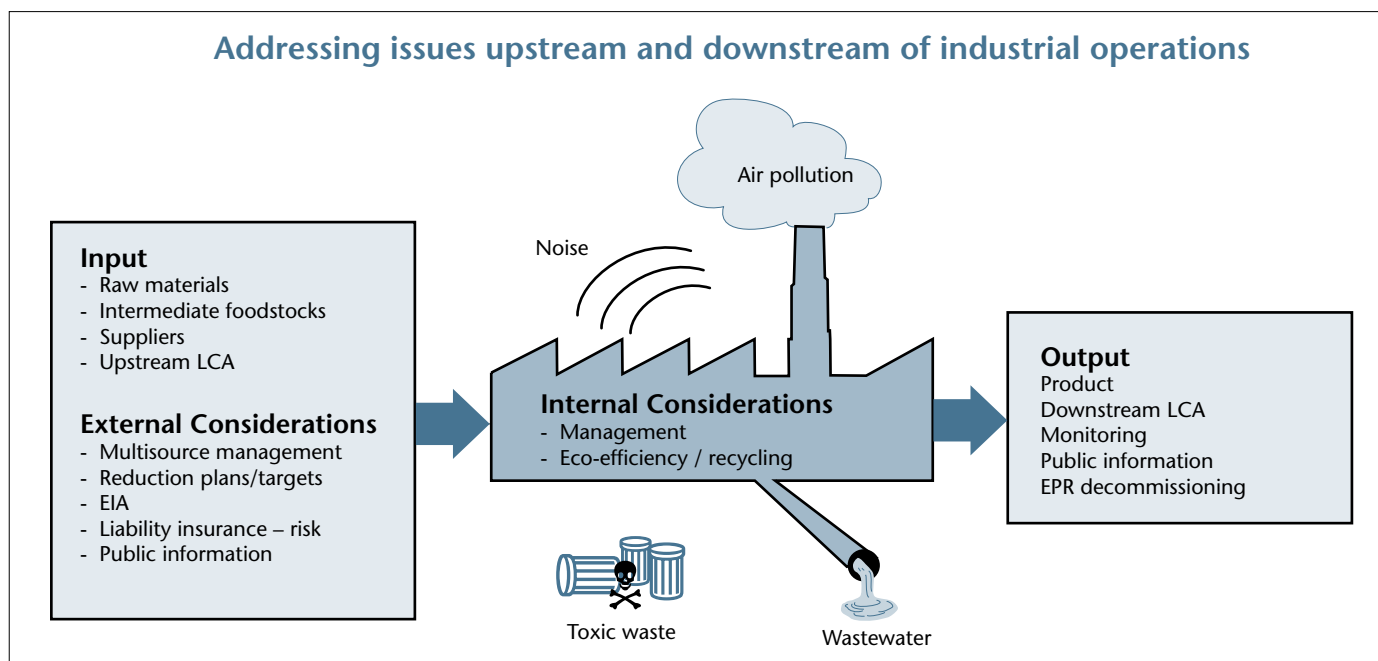 Addressing issues upstream and downstream of industrial operations
Air pollution
Noise
Input
- Raw materials
- Intermediate foodstocks
- Suppliers
- Upstream LCA
External Considerations
- Multisource management
- Reduction plans/targets
- EIA
- Liability insurance – risk
- Public information
Internal Considerations
- Management
- Eco-efficiency / recycling
Output
Product
Downstream LCA
Monitoring
Public information
EPR decommissioning
Toxic waste
Wastewater